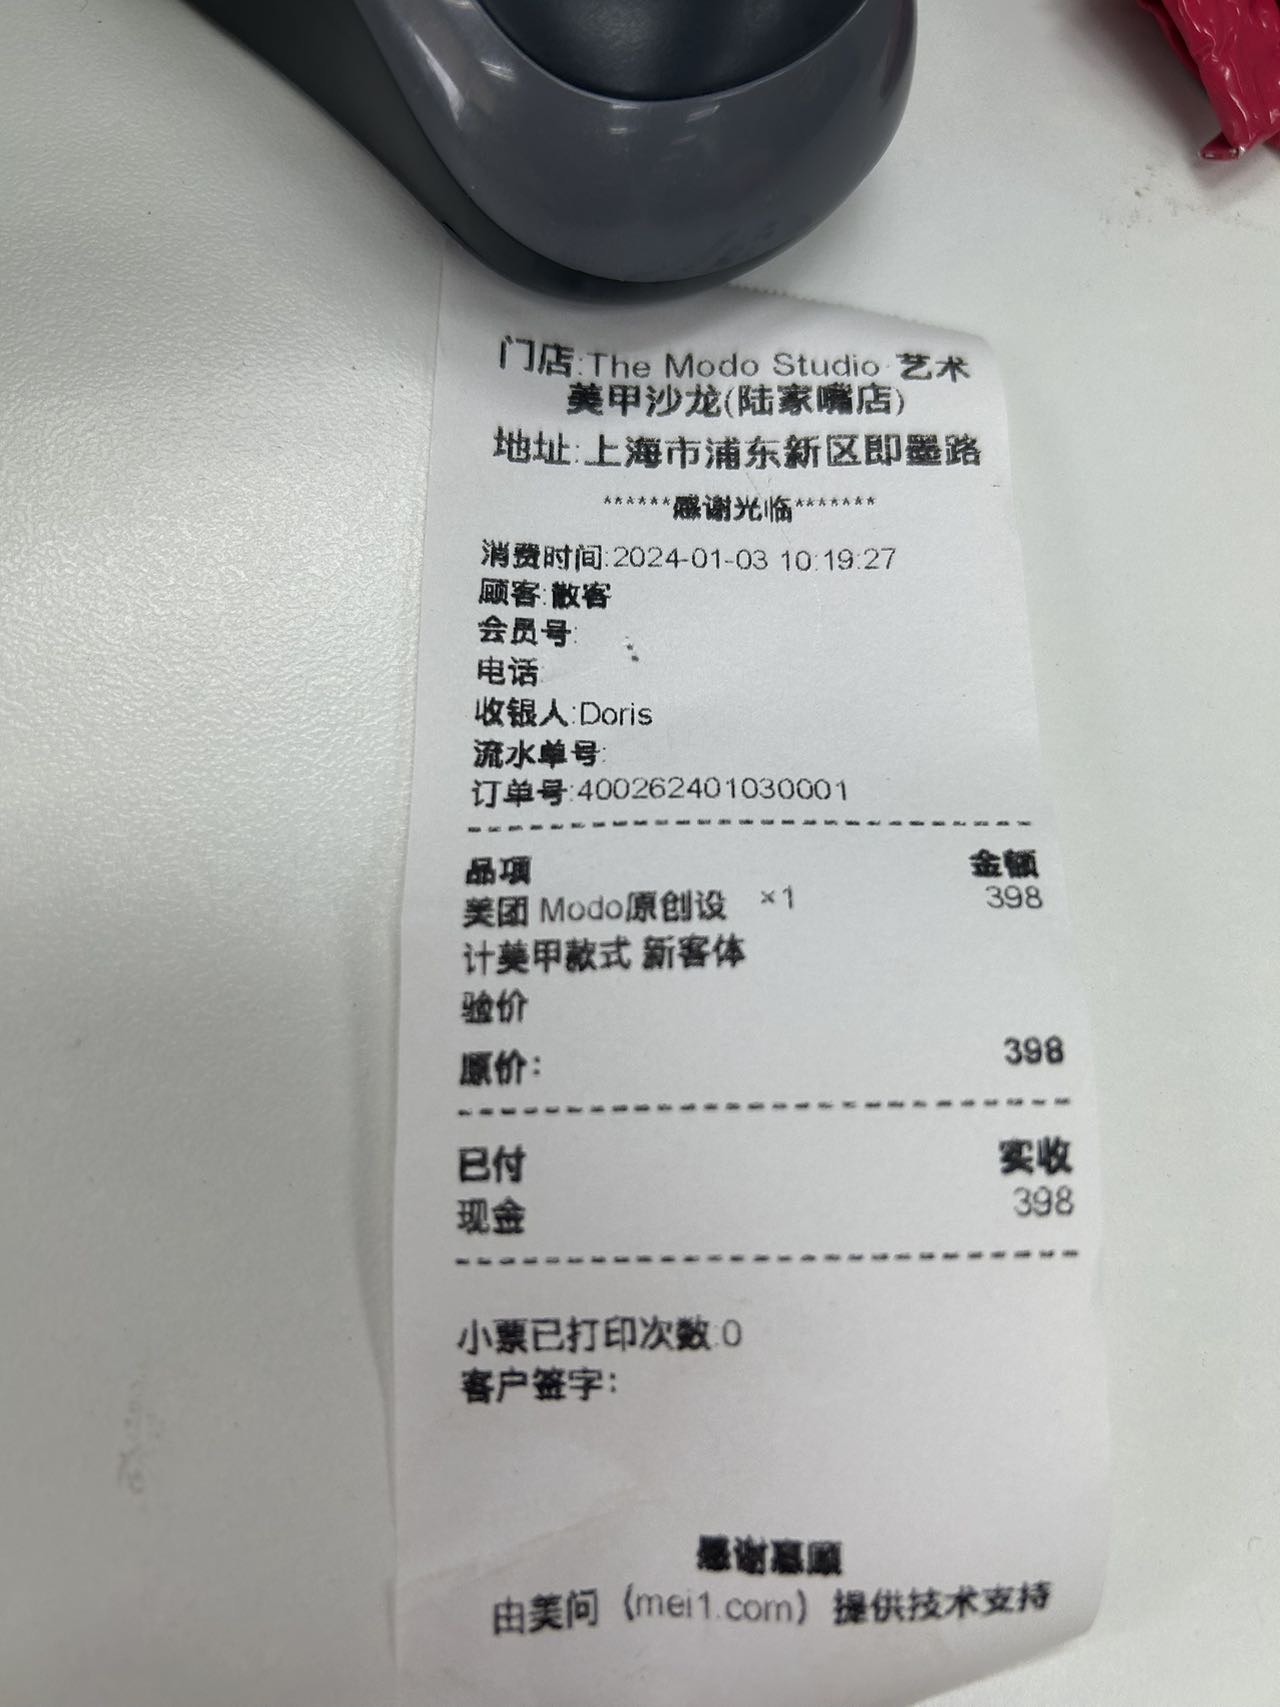 门店:The Modo Studio 艺术
美甲沙龙(陆家嘴店)
地址:上海市浦东新区即墨路
******感谢光临*******
消费时间:2024-01-03 10:19:27
顾客:散客
会员号:
电话
收银人:Doris
流水单号:
订单号:400262401030001
品项 金额
美团 Modo原创设 ×1 398
计美甲款式 新客体
验价
原价: 398
已付 实收
现金 398
小票已打印次数:0
客户签字:
感谢惠顾
由美问（mei1.com）提供技术支持